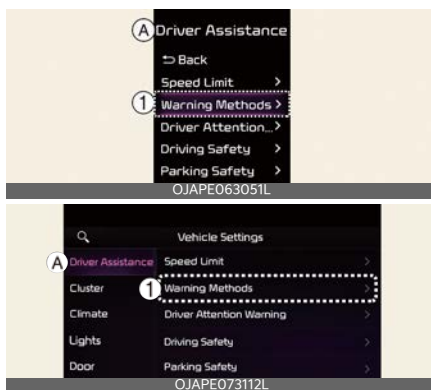 A Driver Assistance
Back
Speed Limit >
1 Warning Methods >
Driver Attention... >
Driving Safety >
Parking Safety >
OJAPE063051L
Vehicle Settings
A Driver Assistance Speed Limit >
Cluster 1 Warning Methods >
Climate Driver Attention Warning >
Lights Driving Safety >
Door Parking Safety >
OJAPE073112L